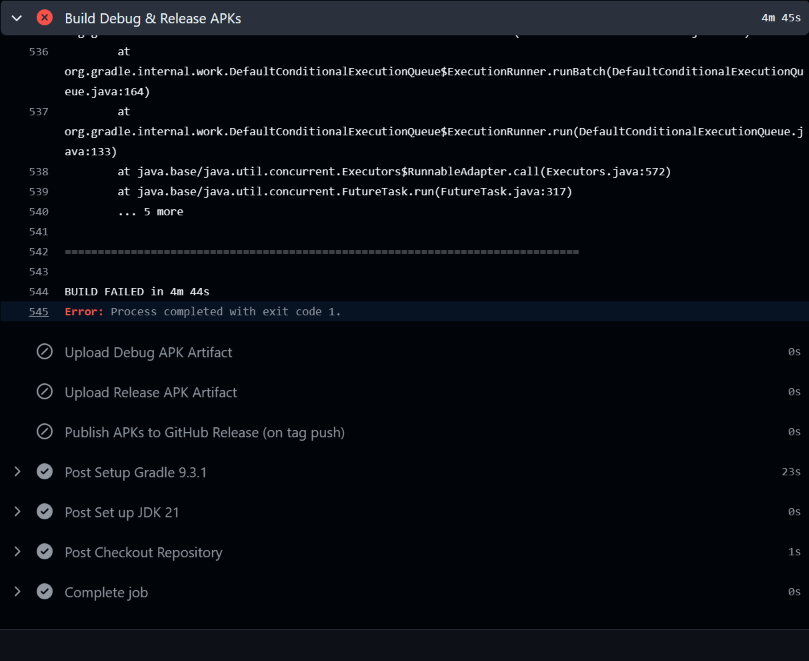 Build Debug & Release APKs 4m 45s
536 at
org.gradle.internal.work.DefaultConditionalExecutionQueue$ExecutionRunner.runBatch(DefaultConditionalExecutionQu
eue.java:164)
537 at
org.gradle.internal.work.DefaultConditionalExecutionQueue$ExecutionRunner.run(DefaultConditionalExecutionQueue.j
ava:133)
538 at java.base/java.util.concurrent.Executors$RunnableAdapter.call(Executors.java:572)
539 at java.base/java.util.concurrent.FutureTask.run(FutureTask.java:317)
540 ... 5 more
541
542 ==============================================================================
543
544 BUILD FAILED in 4m 44s
545 Error: Process completed with exit code 1.
Upload Debug APK Artifact 0s
Upload Release APK Artifact 0s
Publish APKs to GitHub Release (on tag push) 0s
Post Setup Gradle 9.3.1 23s
Post Set up JDK 21 0s
Post Checkout Repository 1s
Complete job 0s